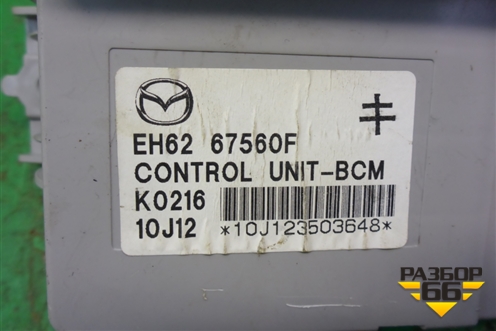 EH62 67560F
CONTROL UNIT-BCM
K0216
10J12 *10J123503648*
РАЗБОР
66